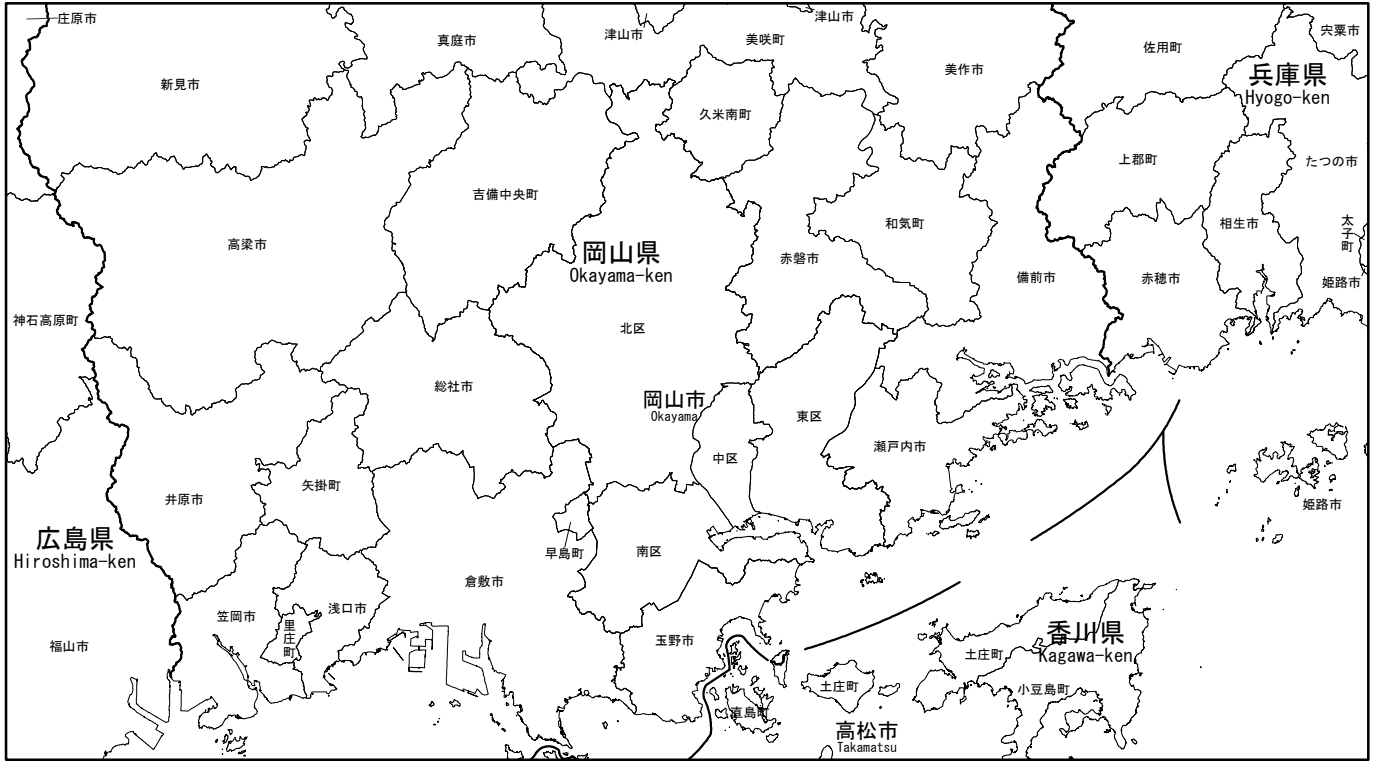 庄原市
津山市
津山市
宍粟市
真庭市
美咲町
佐用町
美作市
兵庫県
Hyogo-ken
新見市
久米南町
上郡町
たつの市
吉備中央町
和気町
相生市
太子町
高梁市
岡山県
Okayama-ken
赤磐市
備前市
赤穂市
姫路市
神石高原町
北区
総社市
岡山市
Okayama
東区
瀬戸内市
中区
矢掛町
井原市
姫路市
広島県
Hiroshima-ken
早島町
南区
倉敷市
笠岡市
浅口市
里庄町
福山市
玉野市
香川県
Kagawa-ken
土庄町
土庄町
小豆島町
直島町
高松市
Takamatsu